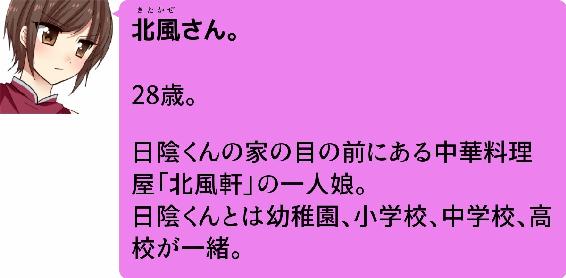 きたかぜ
北風さん。
28歳。
日陰くんの家の目の前にある中華料理
屋「北風軒」の一人娘。
日陰くんとは幼稚園、小学校、中学校、高
校が一緒。